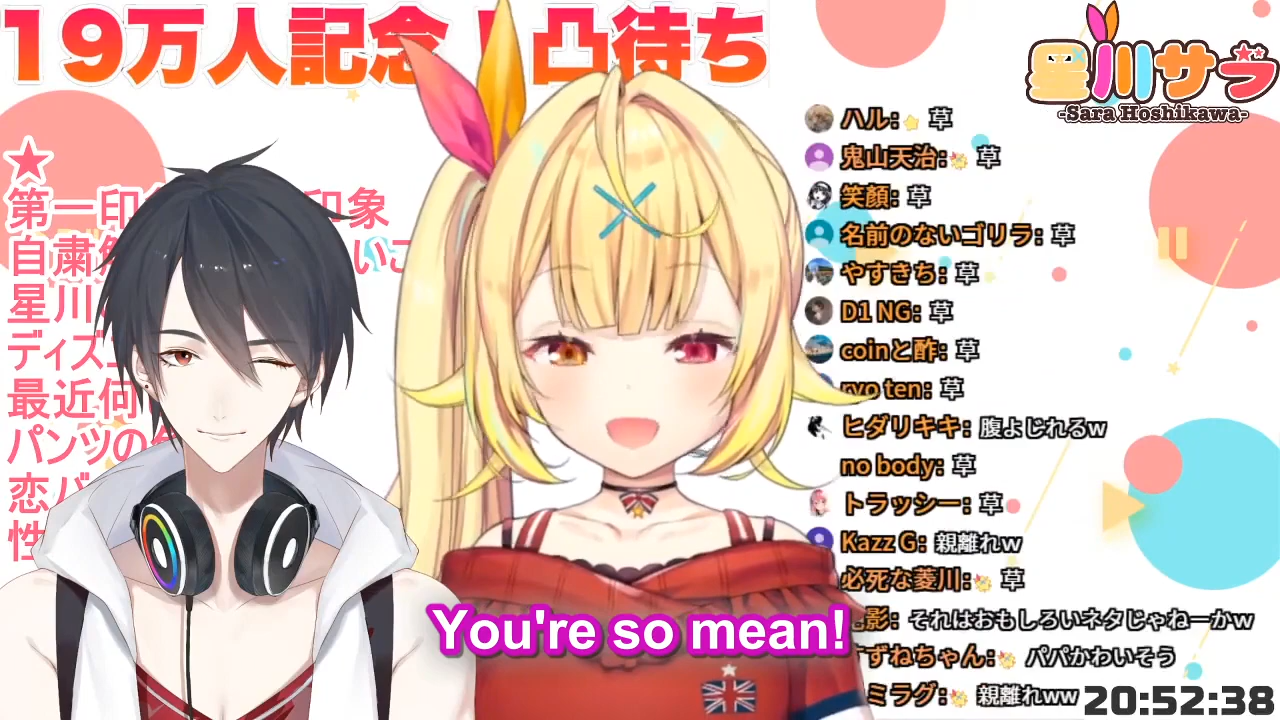 19万人記念！凸待ち
星川サラ
-Sara Hoshikawa-
★
第一印 印象
自粛 いこ
星川
ディズ
最近何
パンツの
恋バ
性
ハル: 草
鬼山天治: 草
笑顔: 草
名前のないゴリラ: 草
やすきち: 草
D1 NG: 草
coinと酢: 草
ryo ten: 草
ヒダリキキ: 腹よじれるw
no body: 草
トラッシー: 草
Kazz G: 親離れw
必死な菱川: 草
影: それはおもしろいネタじゃねーかw
すずねちゃん: パパかわいそう
ミラグ: 親離れww
You're so mean!
20:52:38